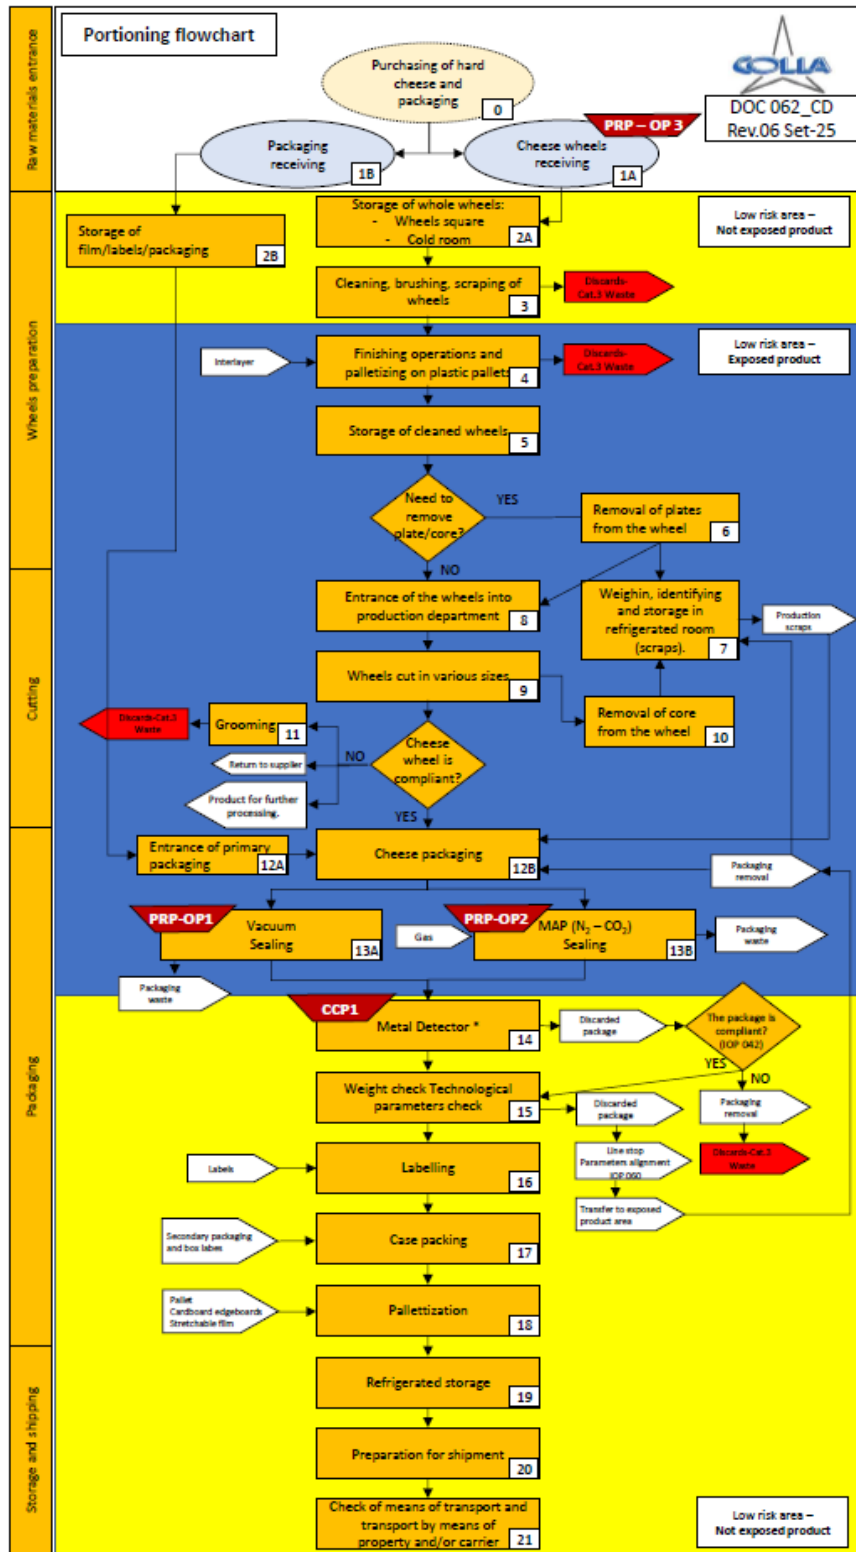 Portioning flowchart
GOLLA
DOC 062_CD
Rev.06 Set-25
Raw materials entrance
Purchasing of hard
cheese and
packaging
0
PRP – OP 3
Packaging
receiving
1B
Cheese wheels
receiving
1A
Wheels preparation
Storage of
film/labels/packaging
2B
Storage of whole wheels:
- Wheels square
- Cold room
2A
Low risk area –
Not exposed product
Cleaning, brushing, scraping of
wheels
3
Discards-
Cat.3 Waste
Interlayer
Finishing operations and
palletizing on plastic pallets
4
Discards-
Cat.3 Waste
Low risk area –
Exposed product
Storage of cleaned wheels
5
Need to
remove
plate/core?
YES
NO
Removal of plates
from the wheel
6
Cutting
Entrance of the wheels into
production department
8
Weighin, identifying
and storage in
refrigerated room
(scraps).
7
Production
scraps
Wheels cut in various sizes
9
Removal of core
from the wheel
10
Discards-Cat.3
Waste
Grooming
11
Return to supplier
Product for further
processing.
NO
Cheese
wheel is
compliant?
YES
Packaging
Entrance of primary
packaging
12A
Cheese packaging
12B
Packaging
removal
PRP-OP1
Vacuum
Sealing
13A
Gas
PRP-OP2
MAP (N₂ – CO₂)
Sealing
13B
Packaging
waste
Packaging
waste
CCP1
Metal Detector *
14
Discarded
package
The package is
compliant?
(IOP 042)
YES
NO
Weight check Technological
parameters check
15
Discarded
package
Packaging
removal
Line stop
Parameters alignment
IOP 060
Discards-Cat.3
Waste
Labels
Labelling
16
Transfer to exposed
product area
Secondary packaging
and box labes
Case packing
17
Pallet
Cardboard edgeboards
Stretchable film
Pallettization
18
Storage and shipping
Refrigerated storage
19
Preparation for shipment
20
Check of means of transport and
transport by means of
property and/or carrier
21
Low risk area –
Not exposed product